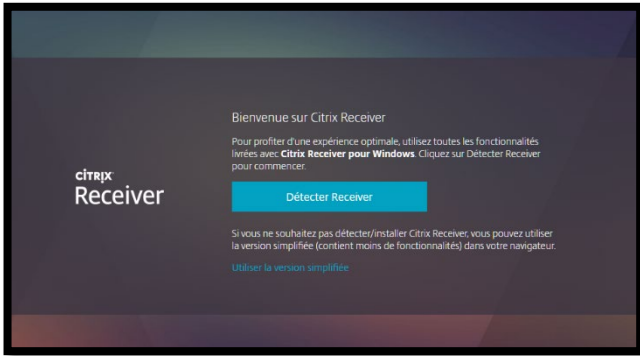 citrix
Receiver
Bienvenue sur Citrix Receiver
Pour profiter d'une expérience optimale, utilisez toutes les fonctionnalités
livrées avec Citrix Receiver pour Windows. Cliquez sur Détecter Receiver
pour commencer.
Détecter Receiver
Si vous ne souhaitez pas détecter/installer Citrix Receiver, vous pouvez utiliser
la version simplifiée (contient moins de fonctionnalités) dans votre navigateur.
Utiliser la version simplifiée